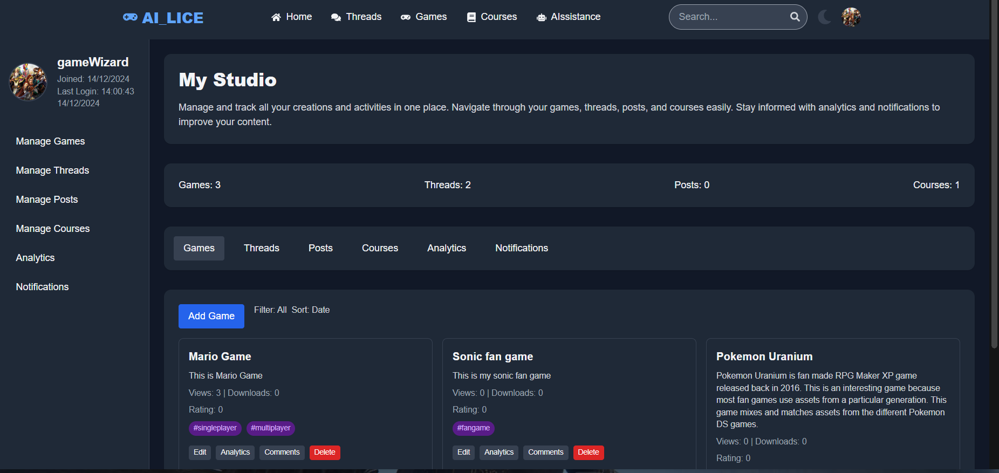 AI_LICE
Home
Threads
Games
Courses
AIssistance
Search...
gameWizard
Joined: 14/12/2024
Last Login: 14:00:43
14/12/2024
Manage Games
Manage Threads
Manage Posts
Manage Courses
Analytics
Notifications
My Studio
Manage and track all your creations and activities in one place. Navigate through your games, threads, posts, and courses easily. Stay informed with analytics and notifications to
improve your content.
Games: 3
Threads: 2
Posts: 0
Courses: 1
Games
Threads
Posts
Courses
Analytics
Notifications
Add Game
Filter: All Sort: Date
Mario Game
This is Mario Game
Views: 3 | Downloads: 0
Rating: 0
#singleplayer #multiplayer
Edit Analytics Comments Delete
Sonic fan game
This is my sonic fan game
Views: 0 | Downloads: 0
Rating: 0
#fangame
Edit Analytics Comments Delete
Pokemon Uranium
Pokemon Uranium is fan made RPG Maker XP game
released back in 2016. This is an interesting game because
most fan games use assets from a particular generation. This
game mixes and matches assets from the different Pokemon
DS games.
Views: 0 | Downloads: 0
Rating: 0